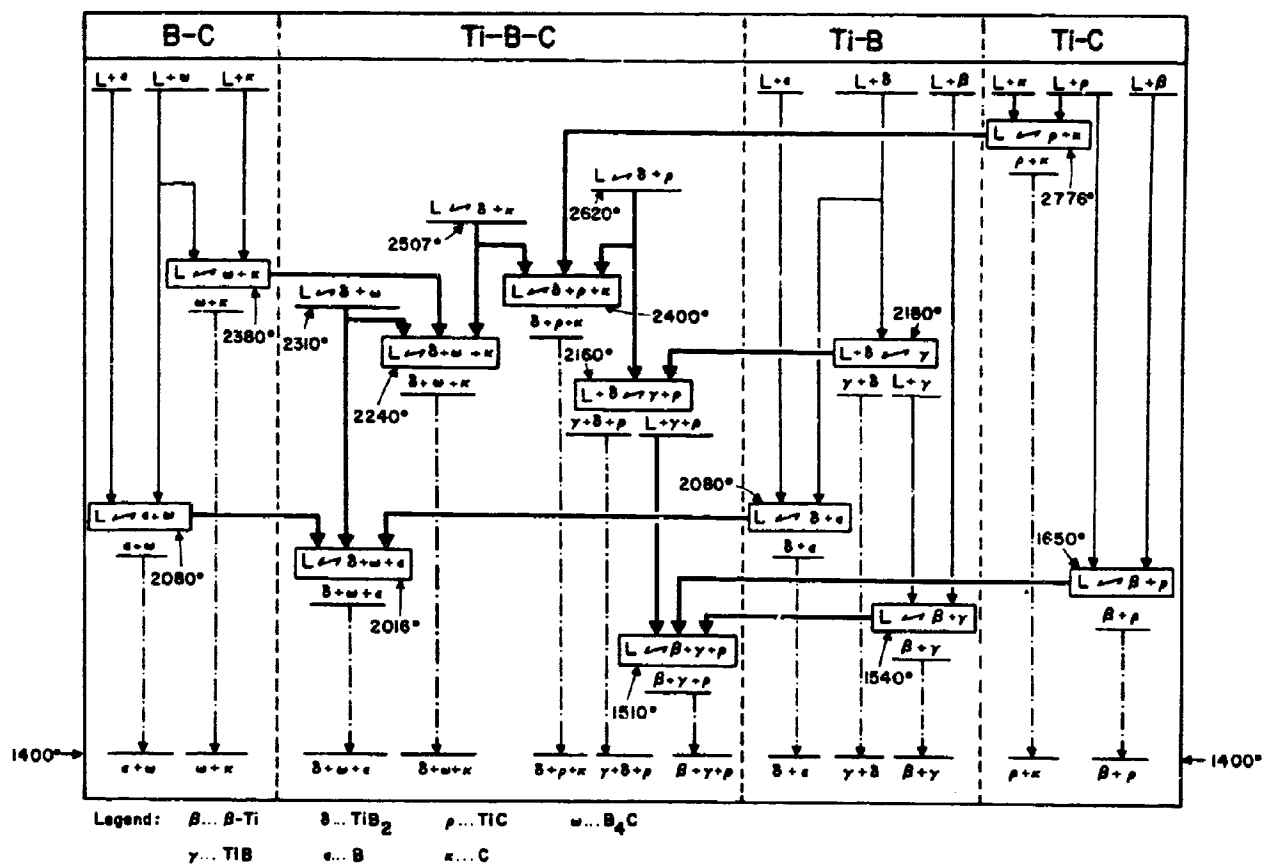 B-C Ti-B-C Ti-B Ti-C
L+ϵ L+ω L+κ L+ϵ L+δ L+β L+κ L+ρ L+β
L ⇌ ρ+κ
ρ+κ
2776°
L ⇌ δ+ρ
2620°
L ⇌ δ+κ
2507°
L ⇌ ω+κ
ω+κ
2380°
L ⇌ δ+ρ+κ
2400°
δ+ρ+κ
L ⇌ δ+ω
2310°
L ⇌ δ+ω+κ
δ+ω+κ
2240°
2180°
L+δ ⇌ γ
γ+δ L+γ
2160°
L+δ ⇌ γ+ρ
γ+δ+ρ L+γ+ρ
L ⇌ ϵ+ω
ϵ+ω
2080°
2080°
L ⇌ δ+ϵ
δ+ϵ
L ⇌ δ+ω+ϵ
δ+ω+ϵ
2016°
1650°
L ⇌ β+ρ
β+ρ
L ⇌ β+γ
β+γ
1540°
L ⇌ β+γ+ρ
β+γ+ρ
1510°
1400° 1400°
ϵ+ω ω+κ δ+ω+ϵ δ+ω+κ δ+ρ+κ γ+δ+ρ β+γ+ρ δ+ϵ γ+δ β+γ ρ+κ β+ρ
Legend: β... β-Ti δ... TiB2 ρ... TiC ω... B4C
γ... TiB ϵ... B κ... C